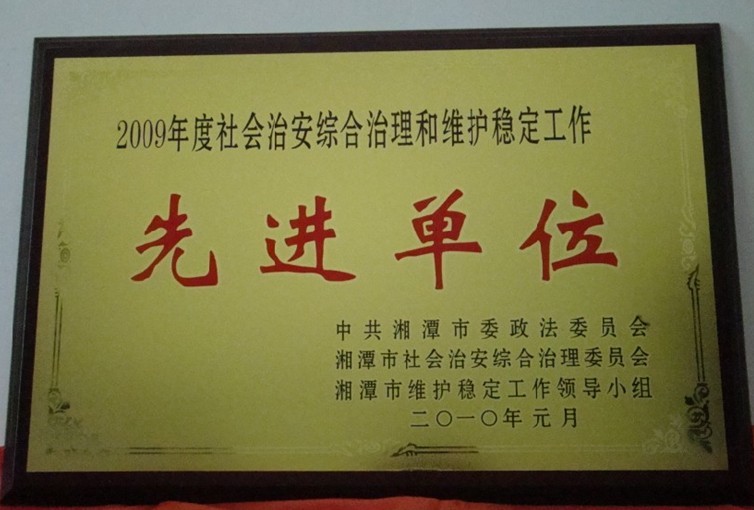 2009年度社会治安综合治理和维护稳定工作
先进单位
中共湘潭市委政法委员会
湘潭市社会治安综合治理委员会
湘潭市维护稳定工作领导小组
二〇一〇年元月